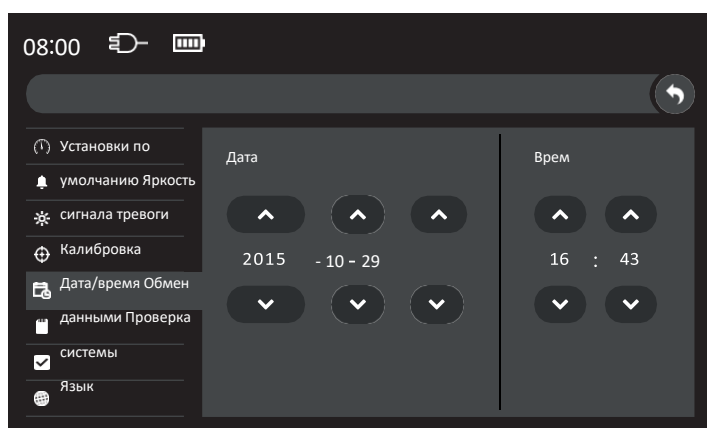 08:00
Установки по
умолчанию Яркость
сигнала тревоги
Калибровка
Дата/время Обмен
данными Проверка
системы
Язык
Дата
2015 - 10 - 29
Врем
16 : 43